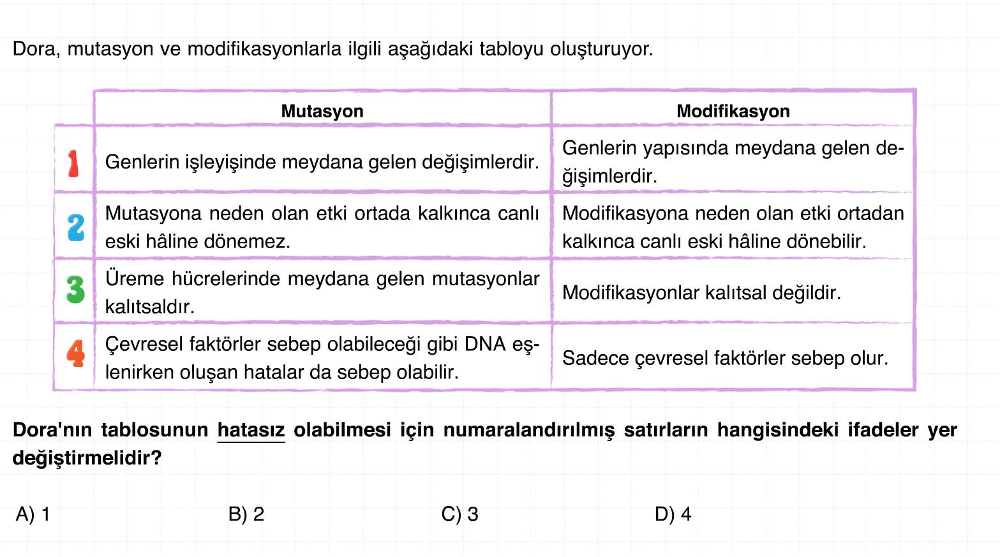 Dora, mutasyon ve modifikasyonlarla ilgili aşağıdaki tabloyu oluşturuyor.
Mutasyon
Modifikasyon
1
Genlerin işleyişinde meydana gelen değişimlerdir.
Genlerin yapısında meydana gelen de-
ğişimlerdir.
2
Mutasyona neden olan etki ortada kalkınca canlı
eski hâline dönemez.
Modifikasyona neden olan etki ortadan
kalkınca canlı eski hâline dönebilir.
3
Üreme hücrelerinde meydana gelen mutasyonlar
kalıtsaldır.
Modifikasyonlar kalıtsal değildir.
4
Çevresel faktörler sebep olabileceği gibi DNA eş-
lenirken oluşan hatalar da sebep olabilir.
Sadece çevresel faktörler sebep olur.
Dora'nın tablosunun hatasız olabilmesi için numaralandırılmış satırların hangisindeki ifadeler yer
değiştirmelidir?
A) 1
B) 2
C) 3
D) 4